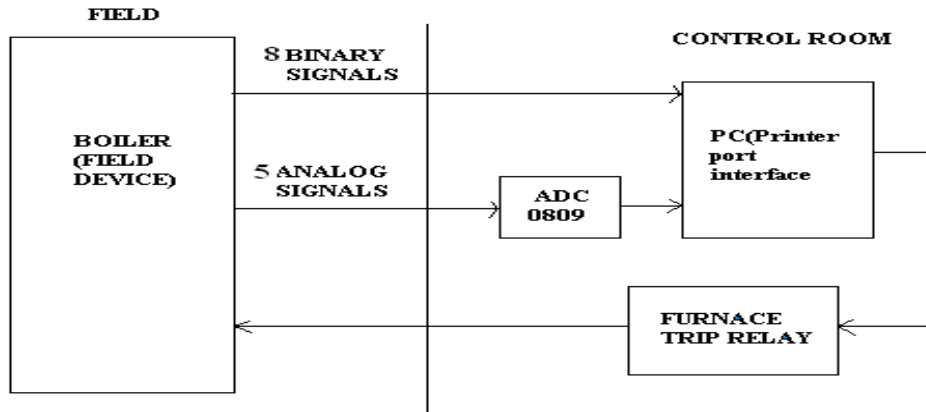 FIELD
CONTROL ROOM
8 BINARY
SIGNALS
BOILER
(FIELD
DEVICE)
5 ANALOG
SIGNALS
ADC
0809
PC(Printer
port
interface
FURNACE
TRIP RELAY